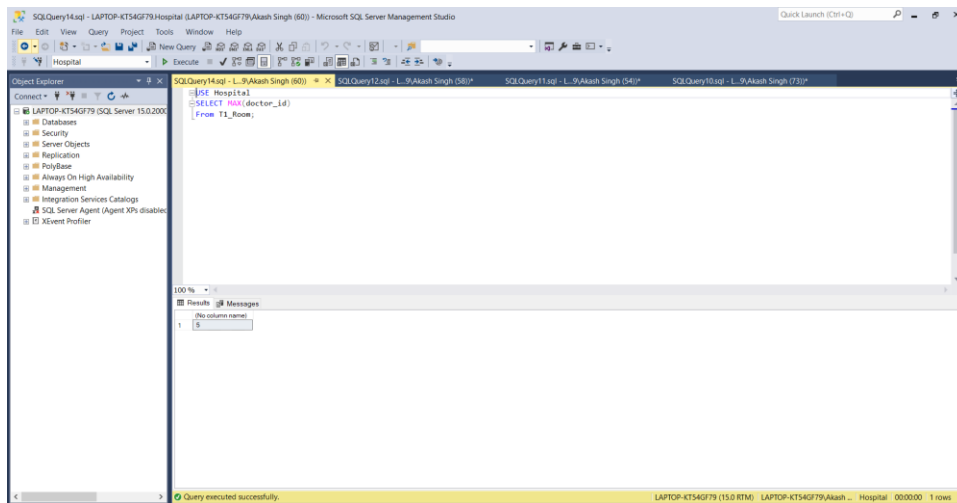 SQLQuery14.sql - LAPTOP-KT54GF79.Hospital (LAPTOP-KT54GF79\Akash Singh (60)) - Microsoft SQL Server Management Studio
Quick Launch (Ctrl+Q)
File Edit View Query Project Tools Window Help
New Query
Hospital
Execute
Object Explorer
SQLQuery14.sql - L...9\Akash Singh (60))
SQLQuery12.sql - L...9\Akash Singh (58))*
SQLQuery11.sql - L...9\Akash Singh (54))*
SQLQuery10.sql - L...9\Akash Singh (73))*
Connect
LAPTOP-KT54GF79 (SQL Server 15.0.2000
Databases
Security
Server Objects
Replication
PolyBase
Always On High Availability
Management
Integration Services Catalogs
SQL Server Agent (Agent XPs disabled
XEvent Profiler
USE Hospital
SELECT MAX(doctor_id)
From T1_Room;
100 %
Results Messages
(No column name)
1 5
Query executed successfully.
LAPTOP-KT54GF79 (15.0 RTM) LAPTOP-KT54GF79\Akash ... Hospital 00:00:00 1 rows